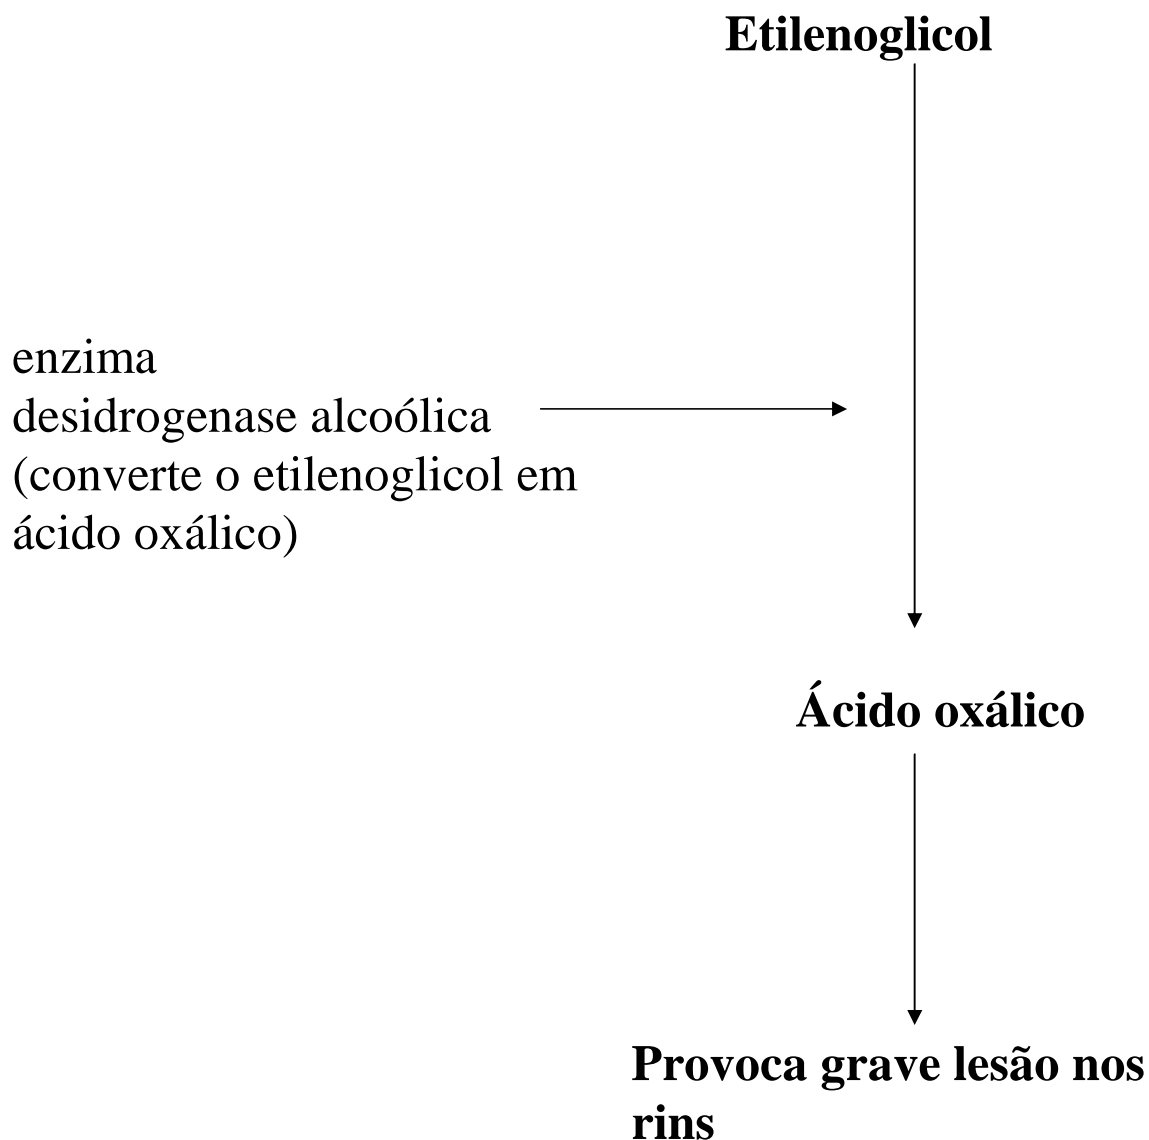 Etilenoglicol
enzima
desidrogenase alcoólica
(converte o etilenoglicol em
ácido oxálico)
Ácido oxálico
Provoca grave lesão nos
rins